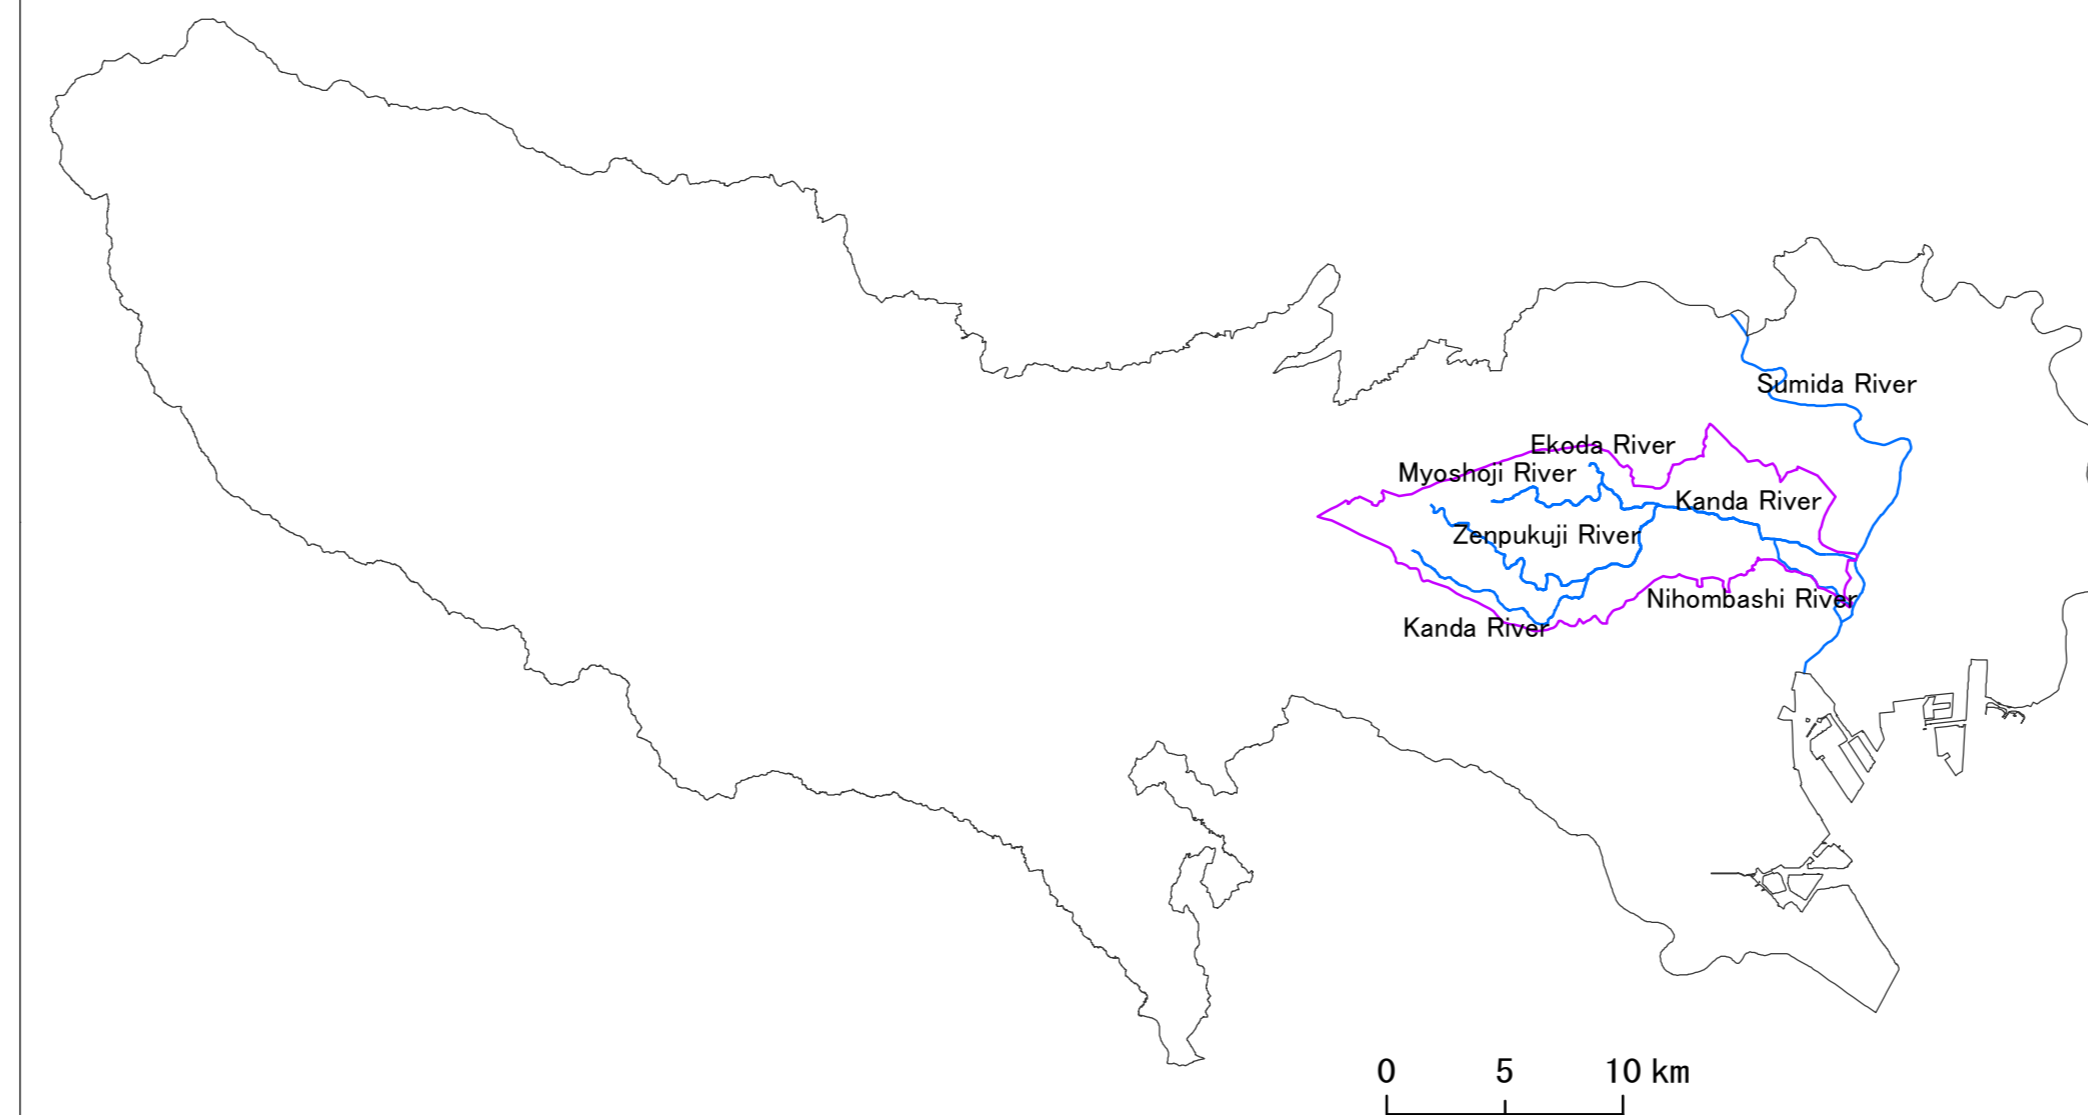 Sumida River
Ekoda River
Myoshoji River
Kanda River
Zenpukuji River
Nihombashi River
Kanda River
0 5 10 km